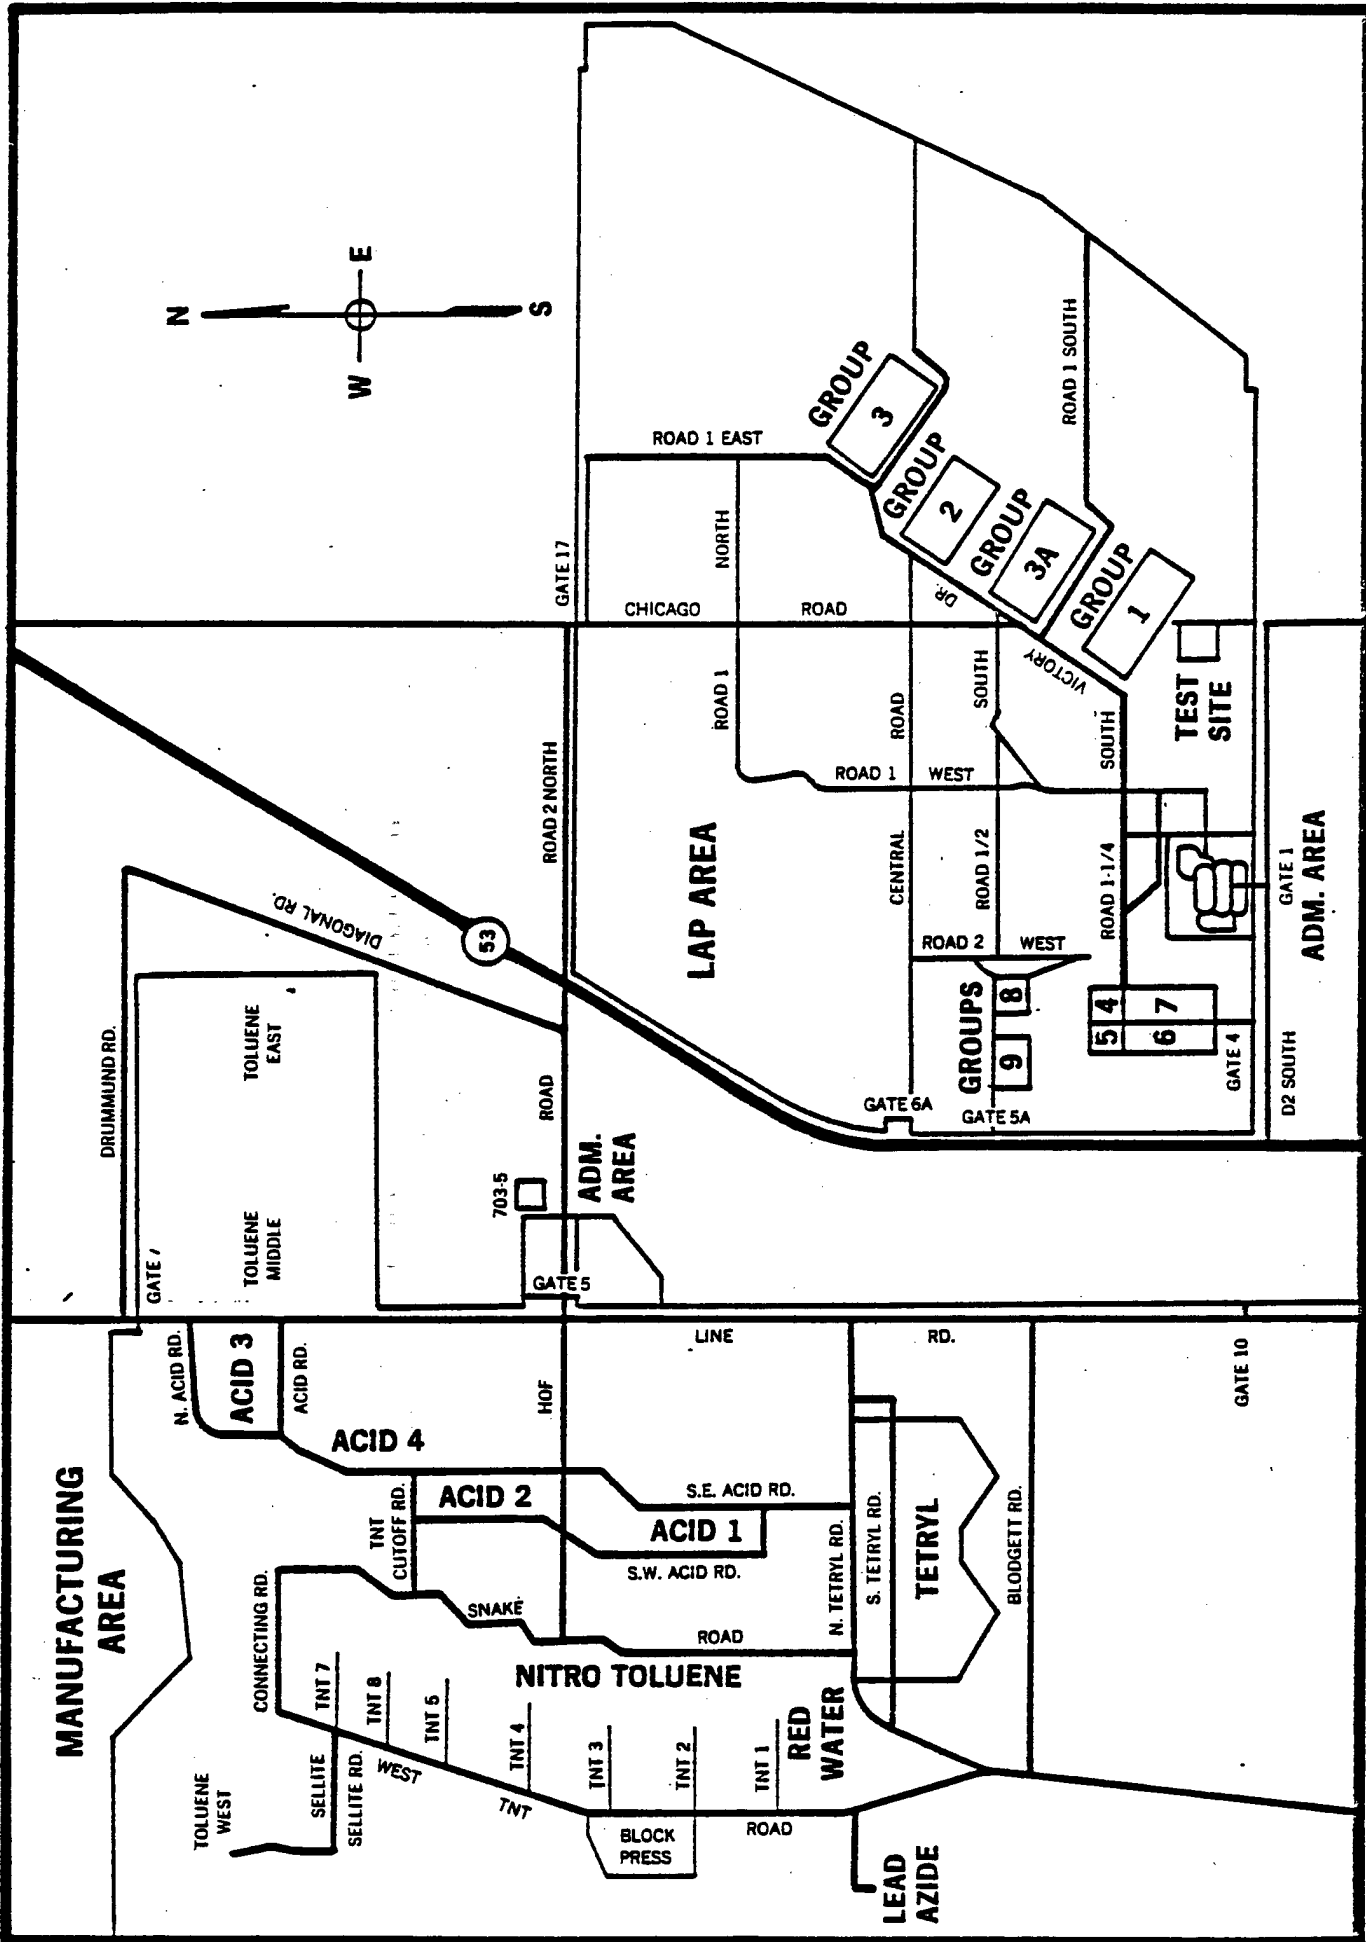 MANUFACTURING
AREA
TOLUENE
WEST
SELLITE
SELLITE RD.
CONNECTING RD.
TNT 7
TNT 8
TNT 5
TNT 4
TNT 3
TNT 2
TNT 1
WEST
TNT
ROAD
BLOCK
PRESS
LEAD
AZIDE
RED
WATER
NITRO TOLUENE
SNAKE
ROAD
TNT
CUTOFF RD.
N. ACID RD.
ACID 3
ACID RD.
ACID 4
ACID 2
ACID 1
S.E. ACID RD.
S.W. ACID RD.
HOF
ROAD
LINE
RD.
N. TETRYL RD.
S. TETRYL RD.
TETRYL
BLODGETT RD.
GATE 10
DRUMMUND RD.
GATE
TOLUENE
MIDDLE
TOLUENE
EAST
DIAGONAL RD.
53
703-5
ADM.
AREA
GATE 5
N
W
E
S
GATE 17
ROAD 2 NORTH
CHICAGO
ROAD
ROAD 1
NORTH
ROAD 1 EAST
LAP AREA
ROAD 1
WEST
CENTRAL
ROAD
ROAD 1/2
SOUTH
ROAD 1-1/4
SOUTH
ROAD 2
WEST
ROAD 1 SOUTH
VICTORY
DR.
GROUP
3
GROUP
2
GROUP
3A
GROUP
1
TEST
SITE
GROUPS
9
8
5
4
6
7
GATE 6A
GATE 5A
GATE 4
GATE 1
D2 SOUTH
ADM. AREA